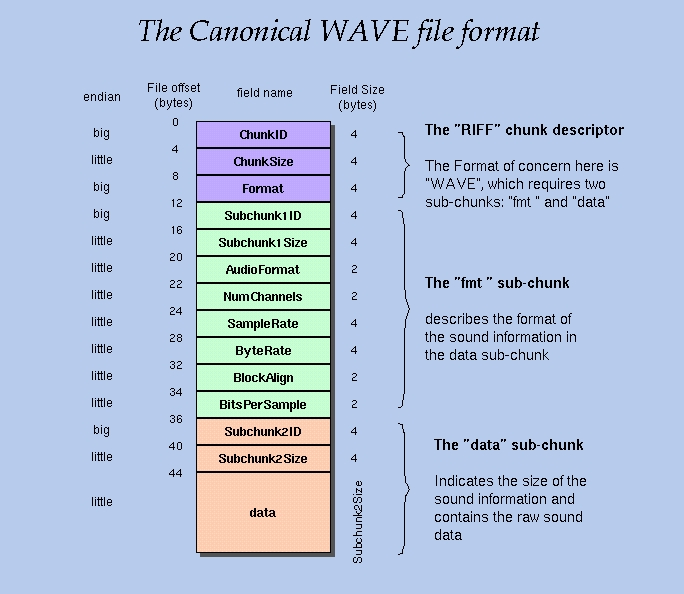 The Canonical WAVE file format
endian
File offset
(bytes)
field name
Field Size
(bytes)
0
big
ChunkID
4
4
little
ChunkSize
4
8
big
Format
4
12
big
Subchunk1ID
4
16
little
Subchunk1Size
4
20
little
AudioFormat
2
22
little
NumChannels
2
24
little
SampleRate
4
28
little
ByteRate
4
32
little
BlockAlign
2
34
little
BitsPerSample
2
36
big
Subchunk2ID
4
40
little
Subchunk2Size
4
44
little
data
Subchunk2Size
The "RIFF" chunk descriptor
The Format of concern here is
"WAVE", which requires two
sub-chunks: "fmt " and "data"
The "fmt " sub-chunk
describes the format of
the sound information in
the data sub-chunk
The "data" sub-chunk
Indicates the size of the
sound information and
contains the raw sound
data